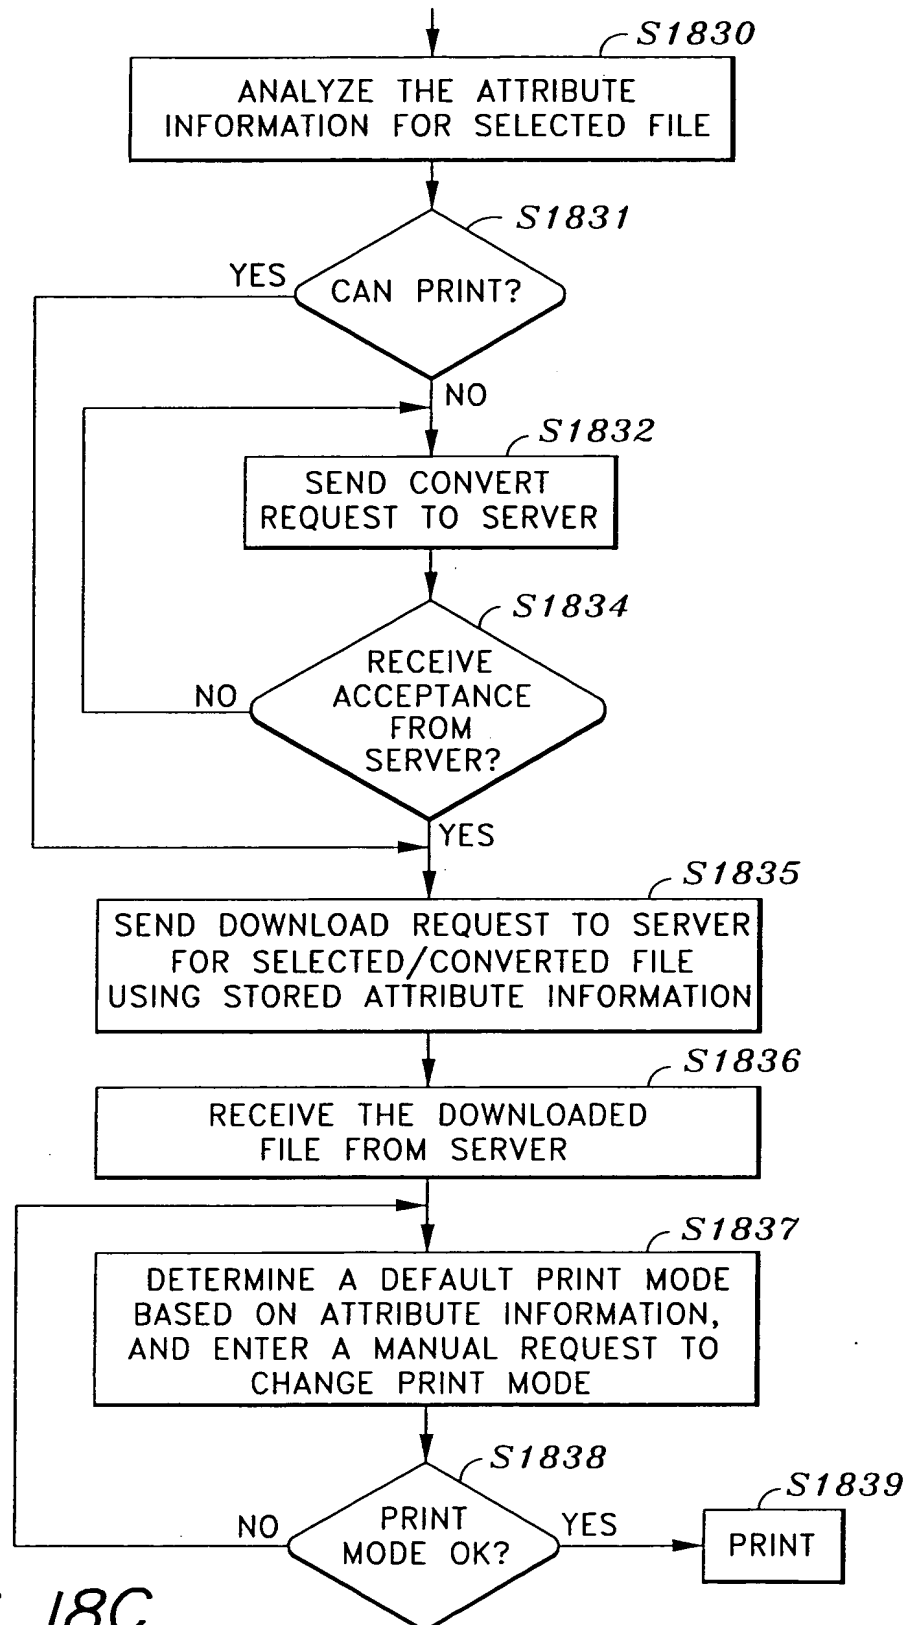 S1830
ANALYZE THE ATTRIBUTE
INFORMATION FOR SELECTED FILE
S1831
YES
CAN PRINT?
NO
S1832
SEND CONVERT
REQUEST TO SERVER
S1834
RECEIVE
ACCEPTANCE
FROM
SERVER?
NO
YES
S1835
SEND DOWNLOAD REQUEST TO SERVER
FOR SELECTED/CONVERTED FILE
USING STORED ATTRIBUTE INFORMATION
S1836
RECEIVE THE DOWNLOADED
FILE FROM SERVER
S1837
DETERMINE A DEFAULT PRINT MODE
BASED ON ATTRIBUTE INFORMATION,
AND ENTER A MANUAL REQUEST TO
CHANGE PRINT MODE
S1838
S1839
NO
PRINT
MODE OK?
YES
PRINT
18C